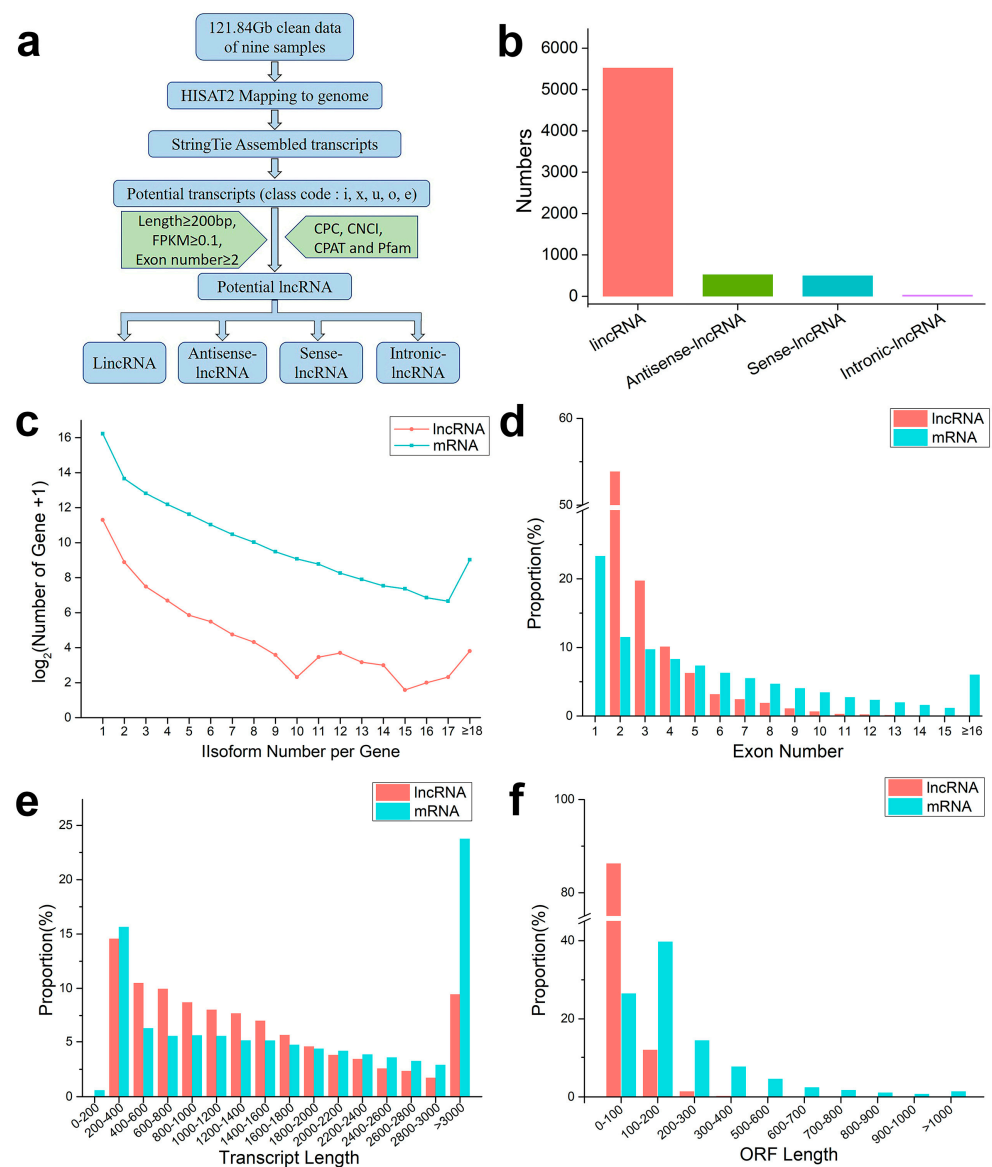 a
121.84Gb clean data
of nine samples
HISAT2 Mapping to genome
StringTie Assembled transcripts
Potential transcripts (class code : i, x, u, o, e)
Length≥200bp,
FPKM≥0.1,
Exon number≥2
CPC, CNCI,
CPAT and Pfam
Potential lncRNA
LincRNA
Antisense-
lncRNA
Sense-
lncRNA
Intronic-
lncRNA
b
Numbers
6000
5000
4000
3000
2000
1000
0
lincRNA
Antisense-lncRNA
Sense-lncRNA
Intronic-lncRNA
c
lncRNA
mRNA
log2(Number of Gene +1)
16
14
12
10
8
6
4
2
0
1 2 3 4 5 6 7 8 9 10 11 12 13 14 15 16 17 ≥18
IIsoform Number per Gene
d
lncRNA
mRNA
Proportion(%)
60
50
20
10
0
1 2 3 4 5 6 7 8 9 10 11 12 13 14 15 ≥16
Exon Number
e
lncRNA
mRNA
Proportion(%)
25
20
15
10
5
0
0-200
200-400
400-600
600-800
800-1000
1000-1200
1200-1400
1400-1600
1600-1800
1800-2000
2000-2200
2200-2400
2400-2600
2600-2800
2800-3000
>3000
Transcript Length
f
lncRNA
mRNA
Proportion(%)
100
80
40
20
0
0-100
100-200
200-300
300-400
500-600
600-700
700-800
800-900
900-1000
>1000
ORF Length